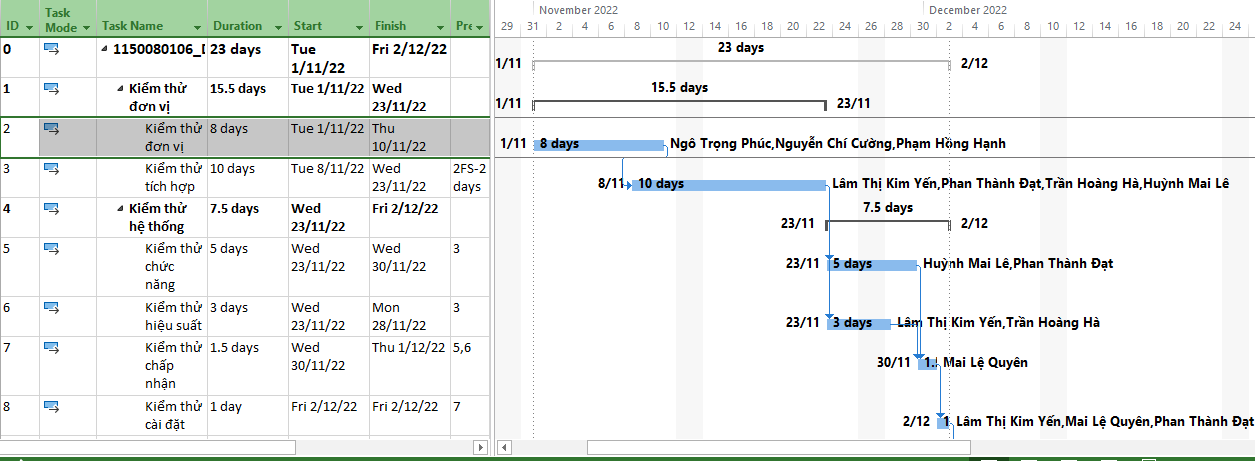 November 2022
December 2022
ID
Task Mode
Task Name
Duration
Start
Finish
Pre
29 31 2 4 6 8 10 12 14 16 18 20 22 24 26 28 30 2 4 6 8 10 12 14 16 18 20 22 24
0 1150080106_ 23 days Tue Fri 2/12/22
1/11/22
1 Kiểm thử 15.5 days Tue 1/11/22 Wed
đơn vị 23/11/22
2 Kiểm thử 8 days Tue 1/11/22 Thu
đơn vị 10/11/22
3 Kiểm thử 10 days Tue 8/11/22 Wed 2FS-2
tích hợp 23/11/22 days
4 Kiểm thử 7.5 days Wed Fri 2/12/22
hệ thống 23/11/22
5 Kiểm thử 5 days Wed Wed 3
chức 23/11/22 30/11/22
năng
6 Kiểm thử 3 days Wed Mon 3
hiệu suất 23/11/22 28/11/22
7 Kiểm thử 1.5 days Wed Thu 1/12/22 5,6
chấp 30/11/22
nhận
8 Kiểm thử 1 day Fri 2/12/22 Fri 2/12/22 7
cài đặt
23 days
1/11 2/12
15.5 days
1/11 23/11
1/11 8 days Ngô Trọng Phúc,Nguyễn Chí Cường,Phạm Hồng Hạnh
8/11 10 days Lâm Thị Kim Yến,Phan Thành Đạt,Trần Hoàng Hà,Huỳnh Mai Lê
7.5 days
23/11 2/12
23/11 5 days Huỳnh Mai Lê,Phan Thành Đạt
23/11 3 days Lâm Thị Kim Yến,Trần Hoàng Hà
30/11 1. Mai Lệ Quyên
2/12 1 Lâm Thị Kim Yến,Mai Lệ Quyên,Phan Thành Đạt